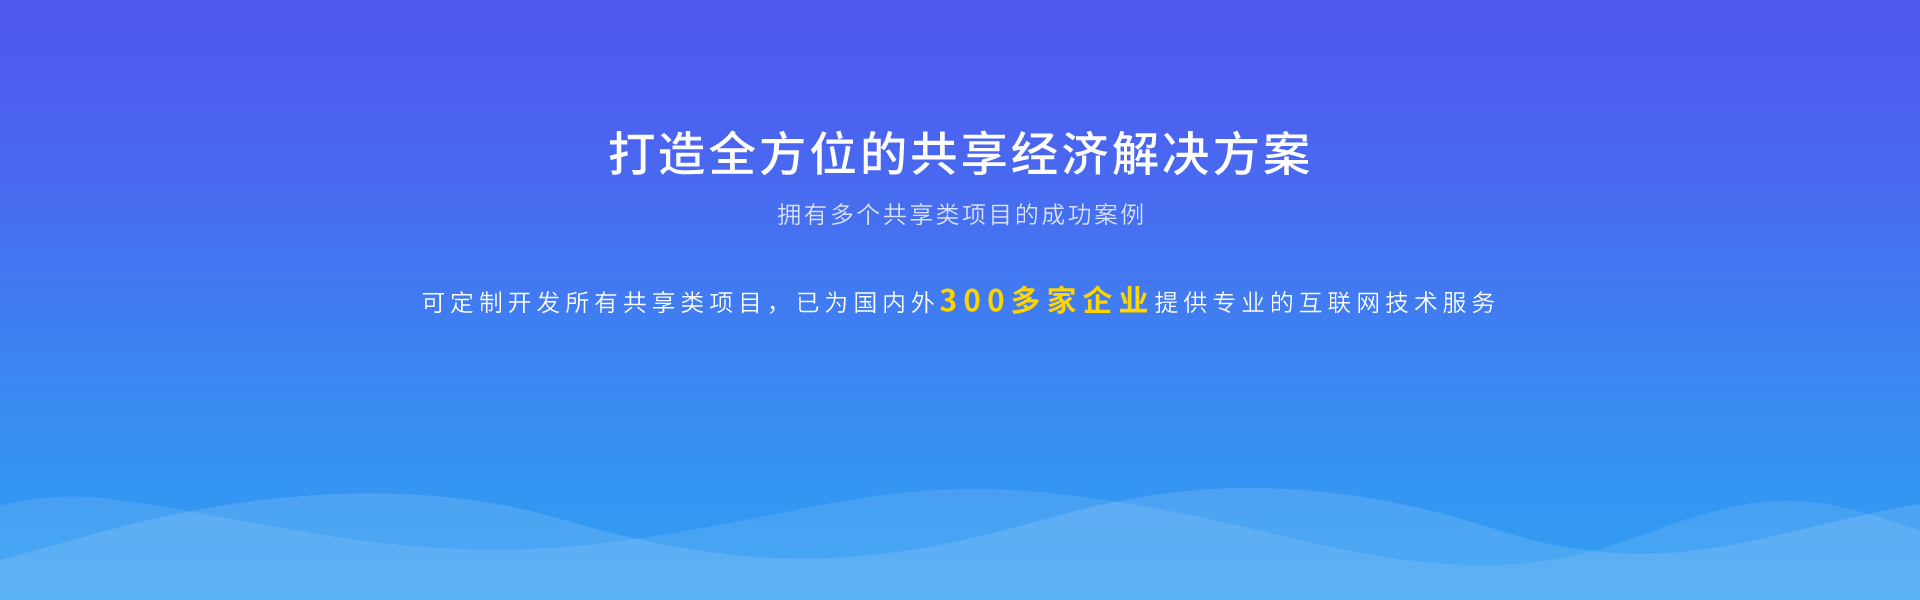 打造全方位的共享经济解决方案
拥有多个共享类项目的成功案例
可定制开发所有共享类项目，已为国内外300多家企业提供专业的互联网技术服务